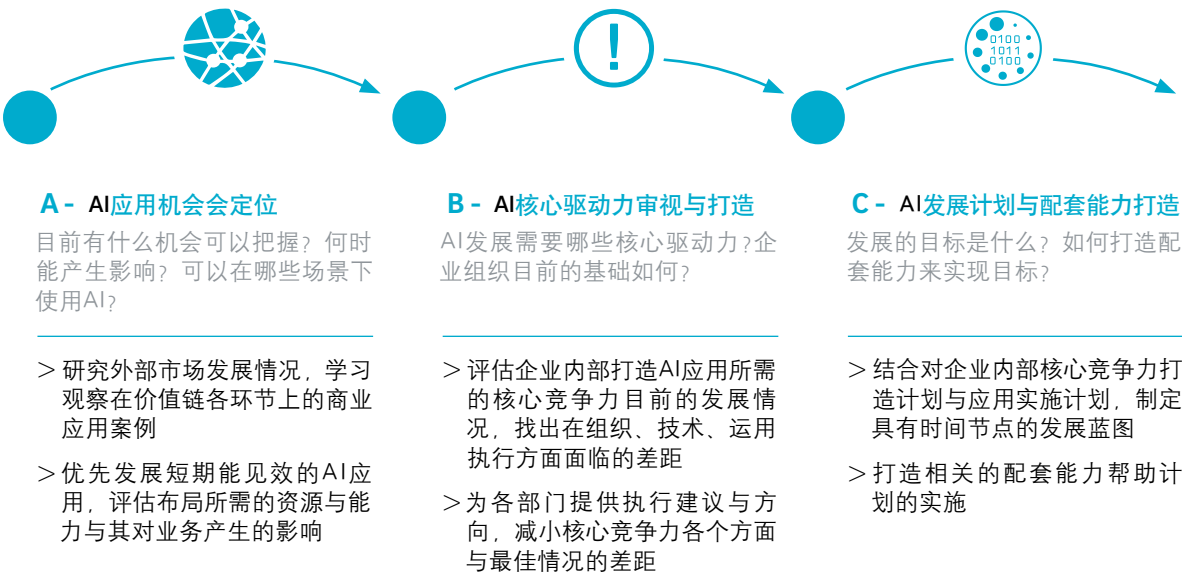 0100
1011
0100
A - AI应用机会会定位
目前有什么机会可以把握？何时
能产生影响？可以在哪些场景下
使用AI？
> 研究外部市场发展情况，学习
观察在价值链各环节上的商业
应用案例
> 优先发展短期能见效的AI应
用，评估布局所需的资源与能
力与其对业务产生的影响
B - AI核心驱动力审视与打造
AI发展需要哪些核心驱动力？企
业组织目前的基础如何？
> 评估企业内部打造AI应用所需
的核心竞争力目前的发展情
况，找出在组织、技术、运用
执行方面面临的差距
> 为各部门提供执行建议与方
向，减小核心竞争力各个方面
与最佳情况的差距
C - AI发展计划与配套能力打造
发展的目标是什么？如何打造配
套能力来实现目标？
> 结合对企业内部核心竞争力打
造计划与应用实施计划，制定
具有时间节点的发展蓝图
> 打造相关的配套能力帮助计
划的实施